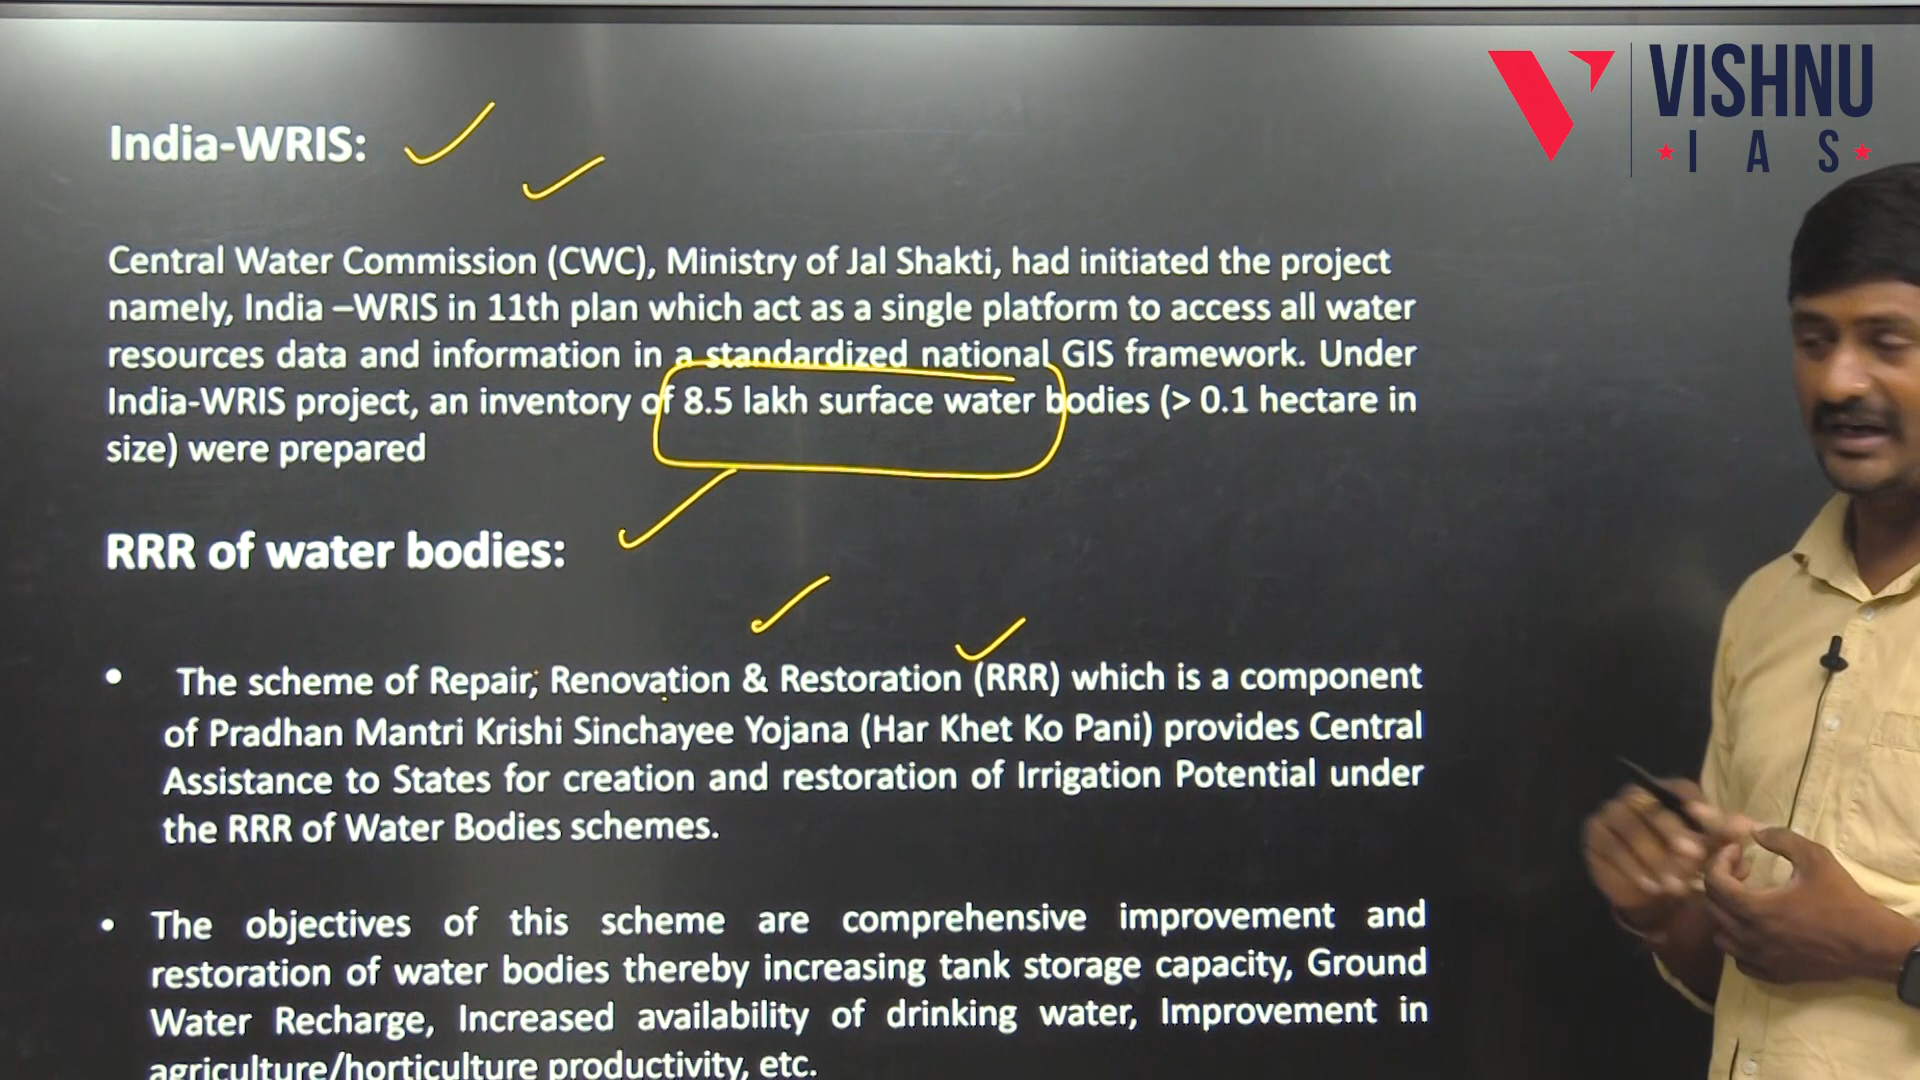 VISHNU
IAS
India-WRIS:
Central Water Commission (CWC), Ministry of Jal Shakti, had initiated the project
namely, India –WRIS in 11th plan which act as a single platform to access all water
resources data and information in a standardized national GIS framework. Under
India-WRIS project, an inventory of 8.5 lakh surface water bodies (> 0.1 hectare in
size) were prepared
RRR of water bodies:
• The scheme of Repair, Renovation & Restoration (RRR) which is a component
of Pradhan Mantri Krishi Sinchayee Yojana (Har Khet Ko Pani) provides Central
Assistance to States for creation and restoration of Irrigation Potential under
the RRR of Water Bodies schemes.
• The objectives of this scheme are comprehensive improvement and
restoration of water bodies thereby increasing tank storage capacity, Ground
Water Recharge, Increased availability of drinking water, Improvement in
agriculture/horticulture productivity, etc.